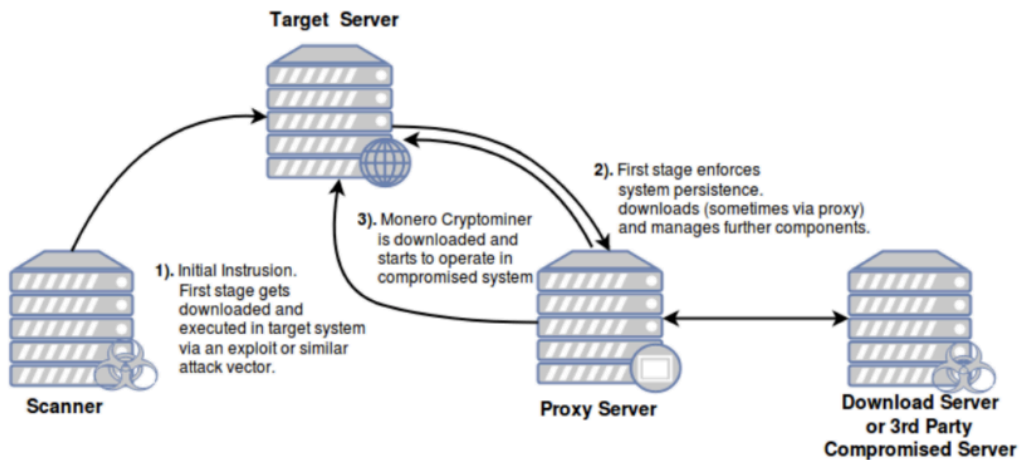 Target Server
2). First stage enforces
system persistence.
downloads (sometimes via proxy)
and manages further components.
3). Monero Cryptominer
is downloaded and
starts to operate in
compromised system
1). Initial Instrusion.
First stage gets
downloaded and
executed in target system
via an exploit or similar
attack vector.
Scanner
Proxy Server
Download Server
or 3rd Party
Compromised Server